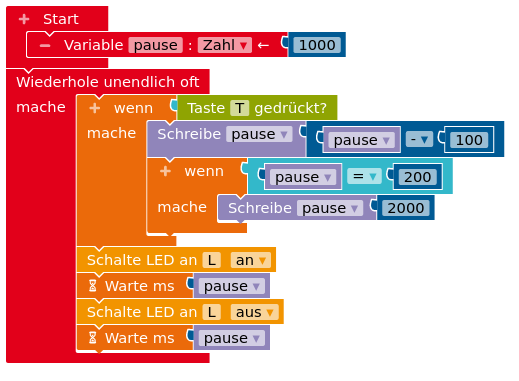 + Start
− Variable pause : Zahl ▾ ← 1000
Wiederhole unendlich oft
mache + wenn Taste T gedrückt?
mache Schreibe pause ▾ pause ▾ - ▾ 100
+ wenn pause ▾ = ▾ 200
mache Schreibe pause ▾ 2000
Schalte LED an L an ▾
Warte ms pause ▾
Schalte LED an L aus ▾
Warte ms pause ▾